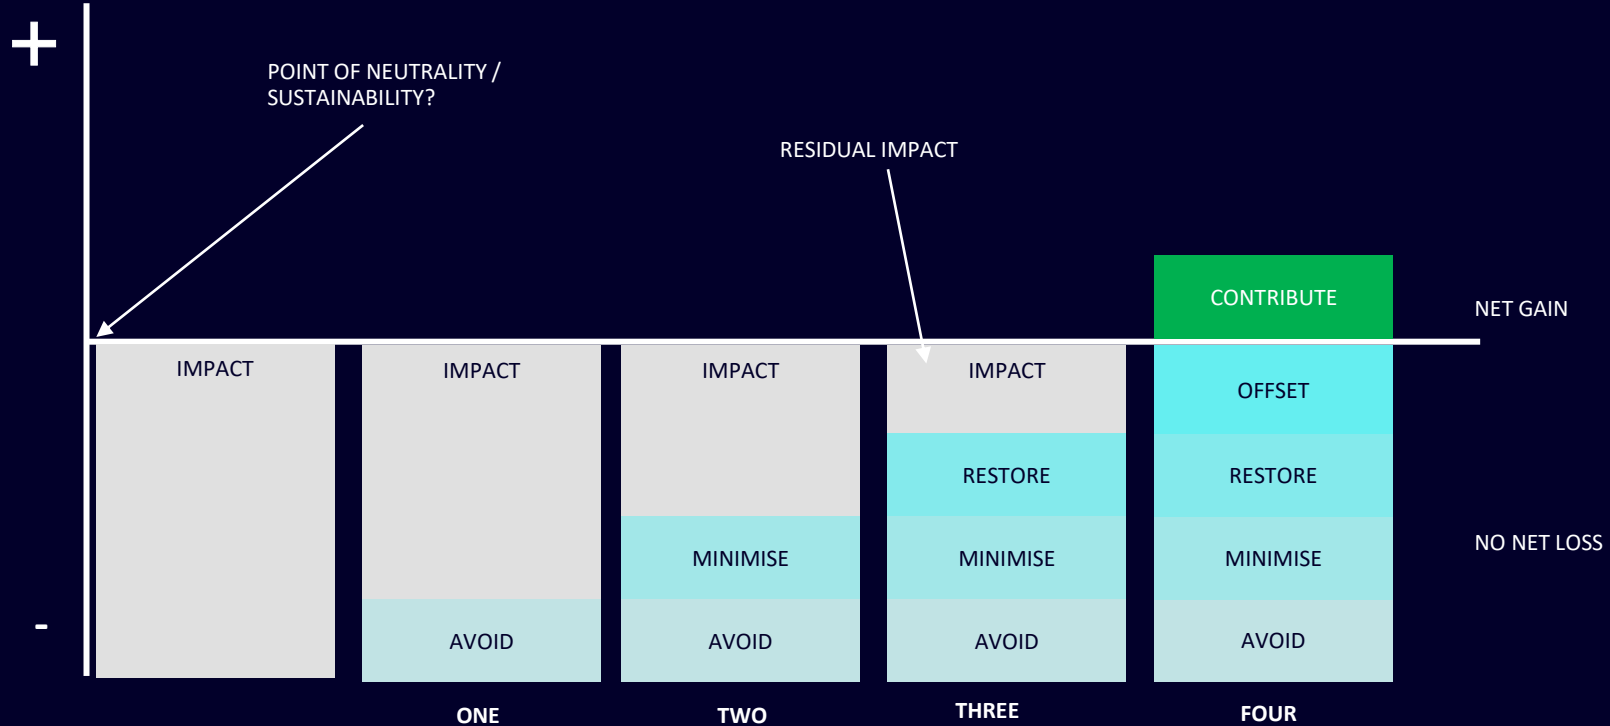 +
POINT OF NEUTRALITY /
SUSTAINABILITY?
RESIDUAL IMPACT
CONTRIBUTE
NET GAIN
IMPACT
IMPACT
IMPACT
IMPACT
OFFSET
RESTORE
RESTORE
MINIMISE
MINIMISE
MINIMISE
NO NET LOSS
-
AVOID
AVOID
AVOID
AVOID
ONE
TWO
THREE
FOUR